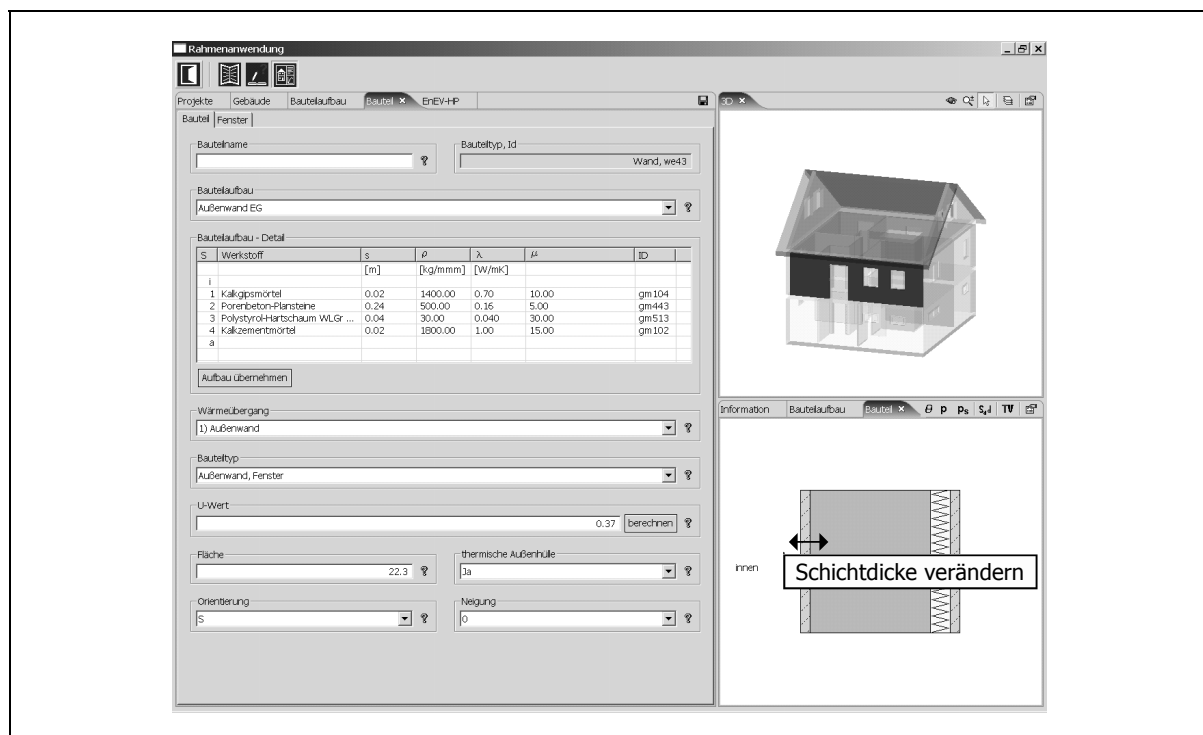 Rahmenanwendung
Projekte Gebäude Bauteilaufbau Bauteil EnEV-HP
Bauteil Fenster
Bauteilname
Bauteiltyp, Id
Wand, we43
Bauteilaufbau
Außenwand EG
Bauteilaufbau - Detail
S Werkstoff s ρ λ μ ID
[m] [kg/mmm] [W/mK]
i
1 Kalkgipsmörtel 0.02 1400.00 0.70 10.00 gm104
2 Porenbeton-Plansteine 0.24 500.00 0.16 5.00 gm443
3 Polystyrol-Hartschaum WLGr ... 0.04 30.00 0.040 30.00 gm513
4 Kalkzementmörtel 0.02 1800.00 1.00 15.00 gm102
a
Aufbau übernehmen
Wärmeübergang
1) Außenwand
Bauteiltyp
Außenwand, Fenster
U-Wert
0.37 berechnen
Fläche
22.3
thermische Außenhülle
Ja
Orientierung
S
Neigung
0
3D
Information Bauteilaufbau Bauteil θ p ps Sd TV
innen
Schichtdicke verändern